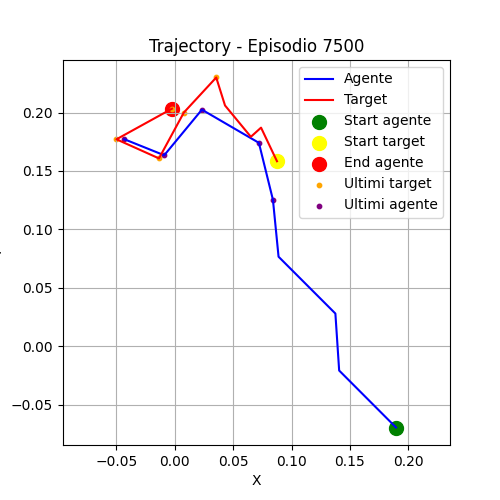 Trajectory - Episodio 7500
Agente
Target
Start agente
Start target
End agente
Ultimi target
Ultimi agente
0.20
0.15
0.10
0.05
0.00
−0.05
−0.05
0.00
0.05
0.10
0.15
0.20
X